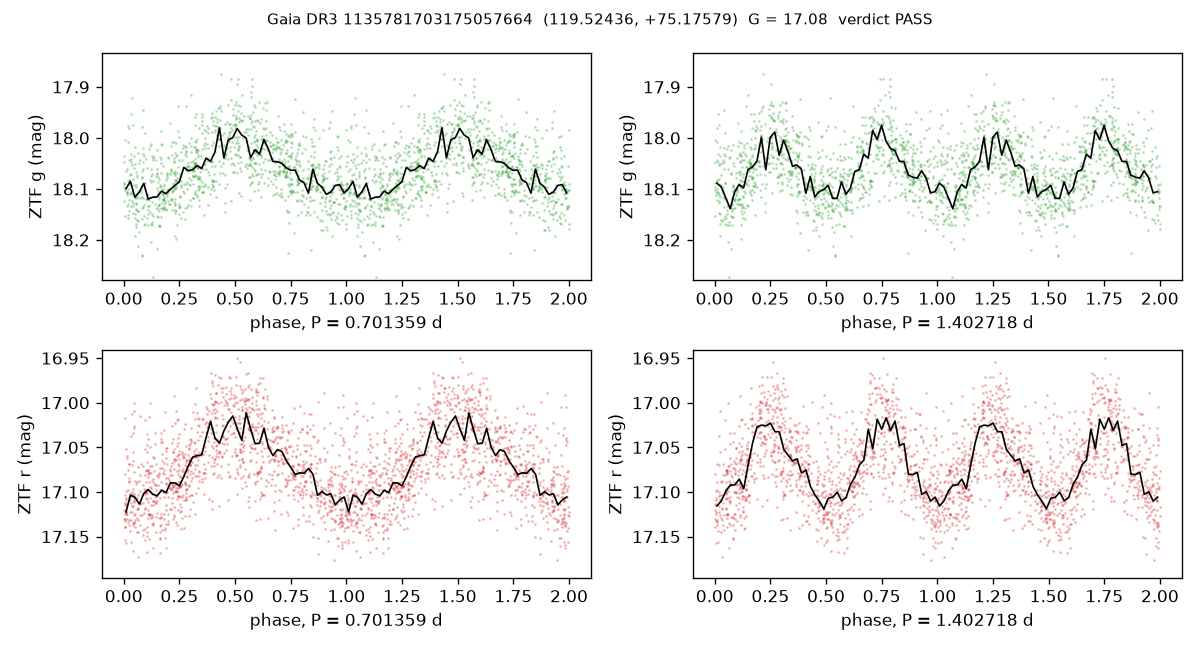 Gaia DR3 1135781703175057664  (119.52436, +75.17579)  G = 17.08  verdict PASS
ZTF g (mag)
17.9
18.0
18.1
18.2
0.00 0.25 0.50 0.75 1.00 1.25 1.50 1.75 2.00
phase, P = 0.701359 d
ZTF g (mag)
17.9
18.0
18.1
18.2
0.00 0.25 0.50 0.75 1.00 1.25 1.50 1.75 2.00
phase, P = 1.402718 d
ZTF r (mag)
16.95
17.00
17.05
17.10
17.15
0.00 0.25 0.50 0.75 1.00 1.25 1.50 1.75 2.00
phase, P = 0.701359 d
ZTF r (mag)
16.95
17.00
17.05
17.10
17.15
0.00 0.25 0.50 0.75 1.00 1.25 1.50 1.75 2.00
phase, P = 1.402718 d